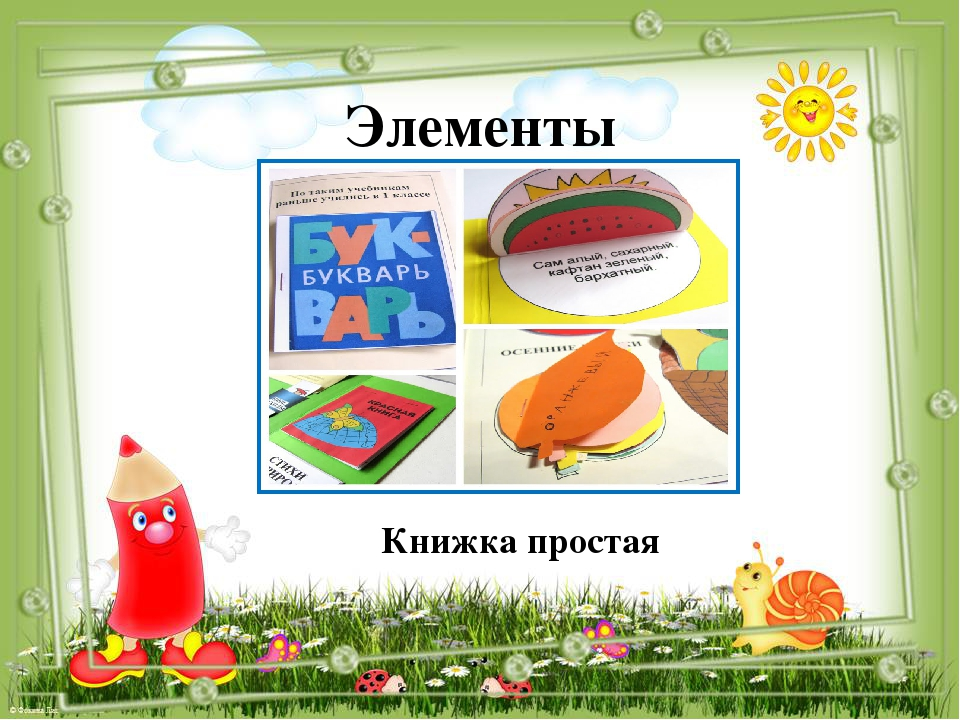 Элементы
По таким учебникам
раньше учились в 1 классе
БУК-
БУКВАРЬ
ВАРЬ
Сам алый, сахарный,
кафтан зеленый,
бархатный.
КРАСНАЯ
КНИГА
СТИХИ
ОСЕННИЕ
ОРАНЖЕВЫЙ
Книжка простая